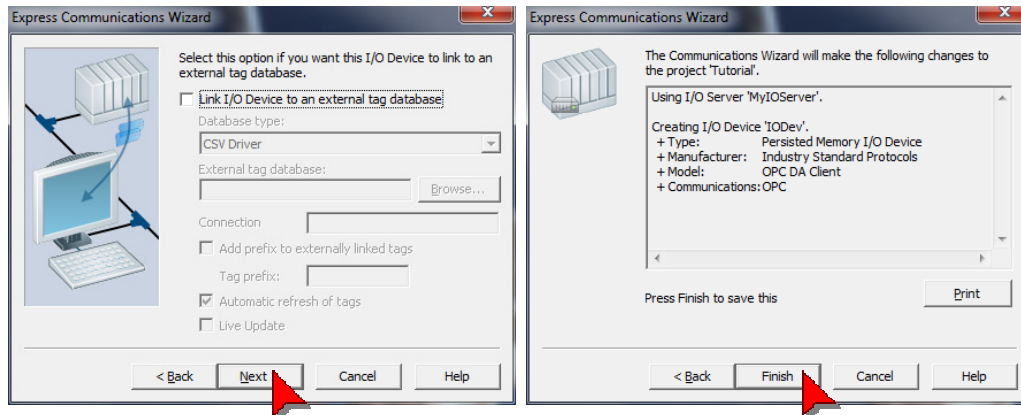 Express Communications Wizard
Select this option if you want this I/O Device to link to an
external tag database.
Link I/O Device to an external tag database
Database type:
CSV Driver
External tag database:
Browse...
Connection
Add prefix to externally linked tags
Tag prefix:
Automatic refresh of tags
Live Update
< Back
Next
Cancel
Help
Express Communications Wizard
The Communications Wizard will make the following changes to
the project 'Tutorial'.
Using I/O Server 'MyIOServer'.
Creating I/O Device 'IODev'.
+ Type: Persisted Memory I/O Device
+ Manufacturer: Industry Standard Protocols
+ Model: OPC DA Client
+ Communications: OPC
Press Finish to save this
Print
< Back
Finish
Cancel
Help